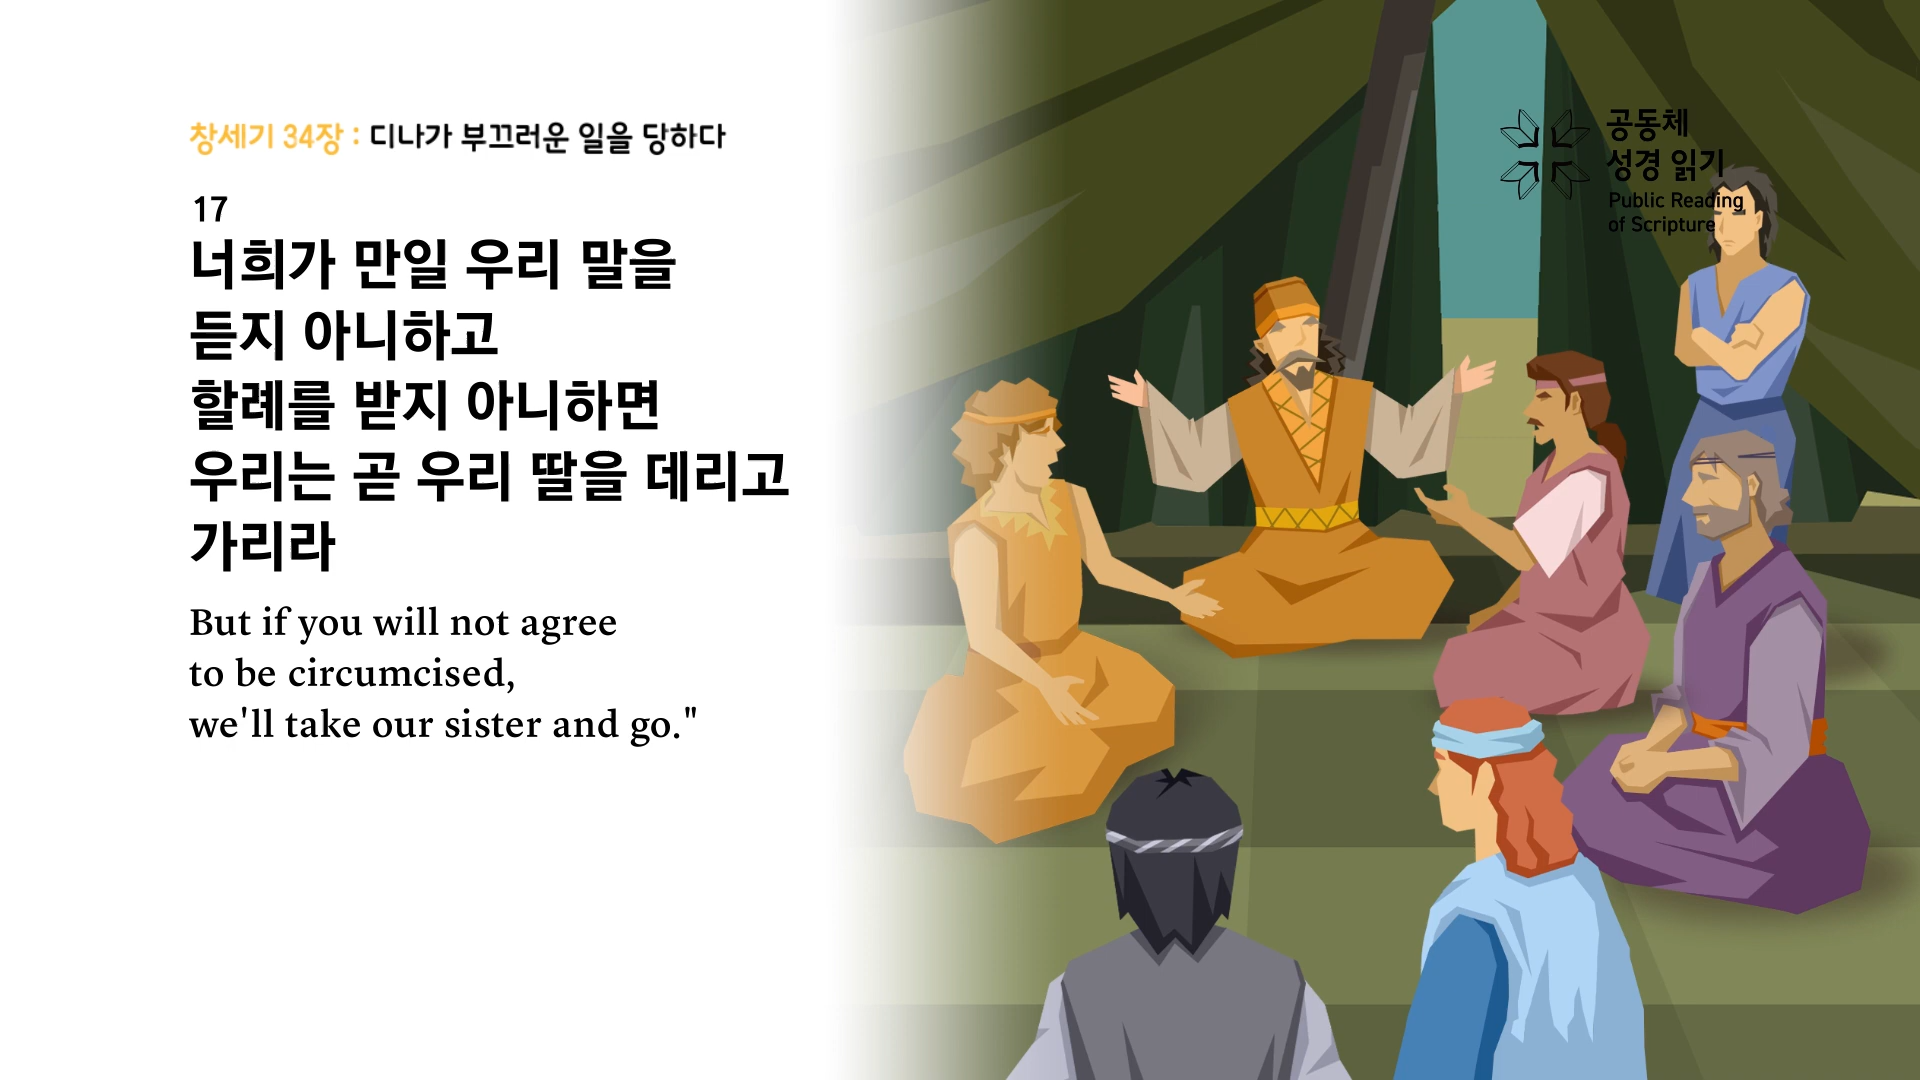 창세기 34장 : 디나가 부끄러운 일을 당하다
17
너희가 만일 우리 말을
듣지 아니하고
할례를 받지 아니하면
우리는 곧 우리 딸을 데리고
가리라
But if you will not agree
to be circumcised,
we'll take our sister and go."
공동체
성경 읽기
Public Reading
of Scripture